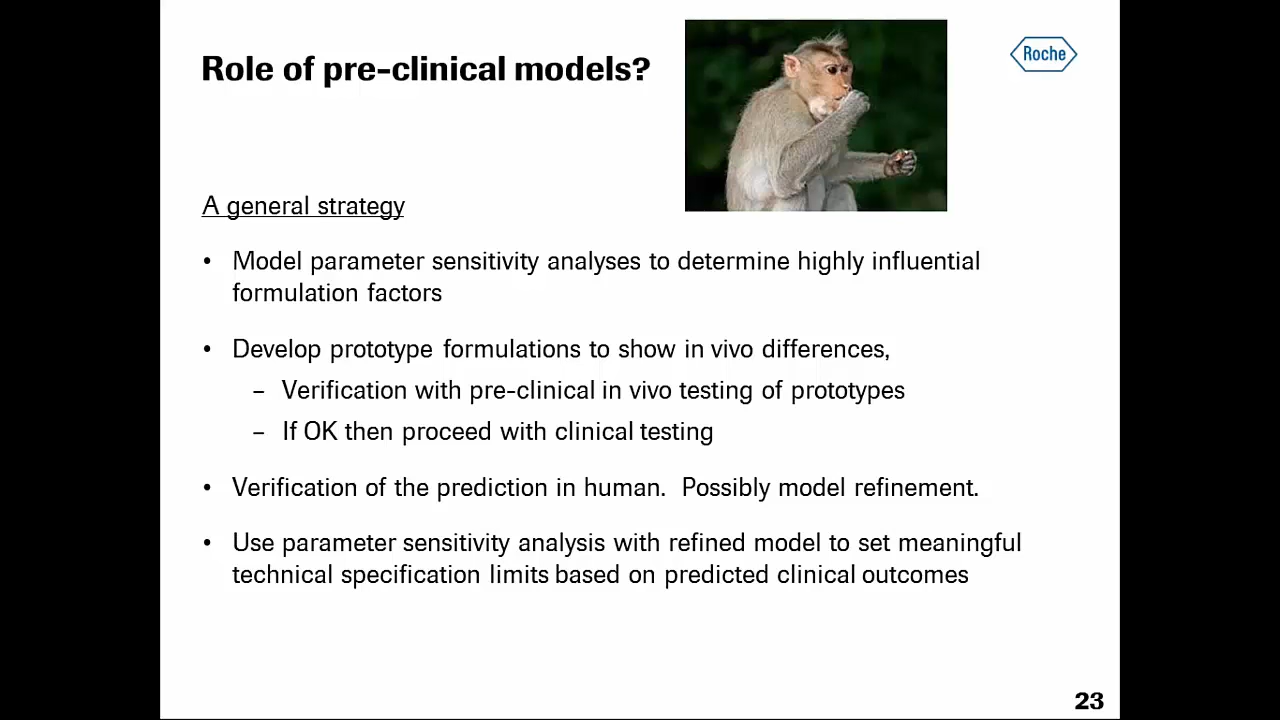 Role of pre-clinical models?
Roche
A general strategy
• Model parameter sensitivity analyses to determine highly influential
formulation factors
• Develop prototype formulations to show in vivo differences,
– Verification with pre-clinical in vivo testing of prototypes
– If OK then proceed with clinical testing
• Verification of the prediction in human.  Possibly model refinement.
• Use parameter sensitivity analysis with refined model to set meaningful
technical specification limits based on predicted clinical outcomes
23